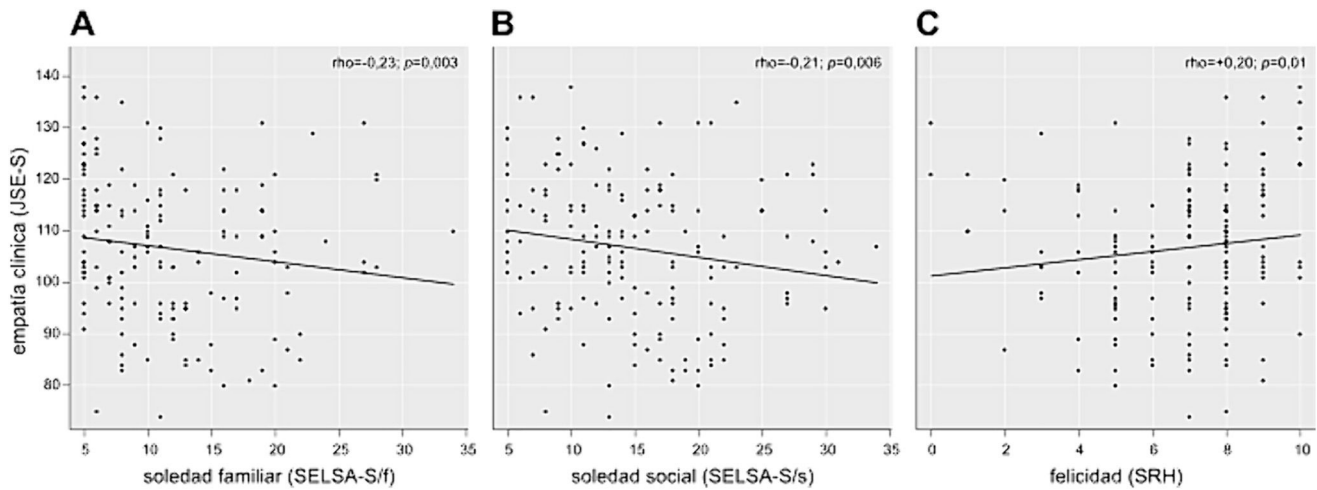 A
B
C
rho=-0,23; p=0,003
rho=-0,21; p=0,006
rho=+0,20; p=0,01
empatía clínica (JSE-S)
140
130
120
110
100
90
80
5 10 15 20 25 30 35
5 10 15 20 25 30 35
0 2 4 6 8 10
soledad familiar (SELSA-S/f)
soledad social (SELSA-S/s)
felicidad (SRH)